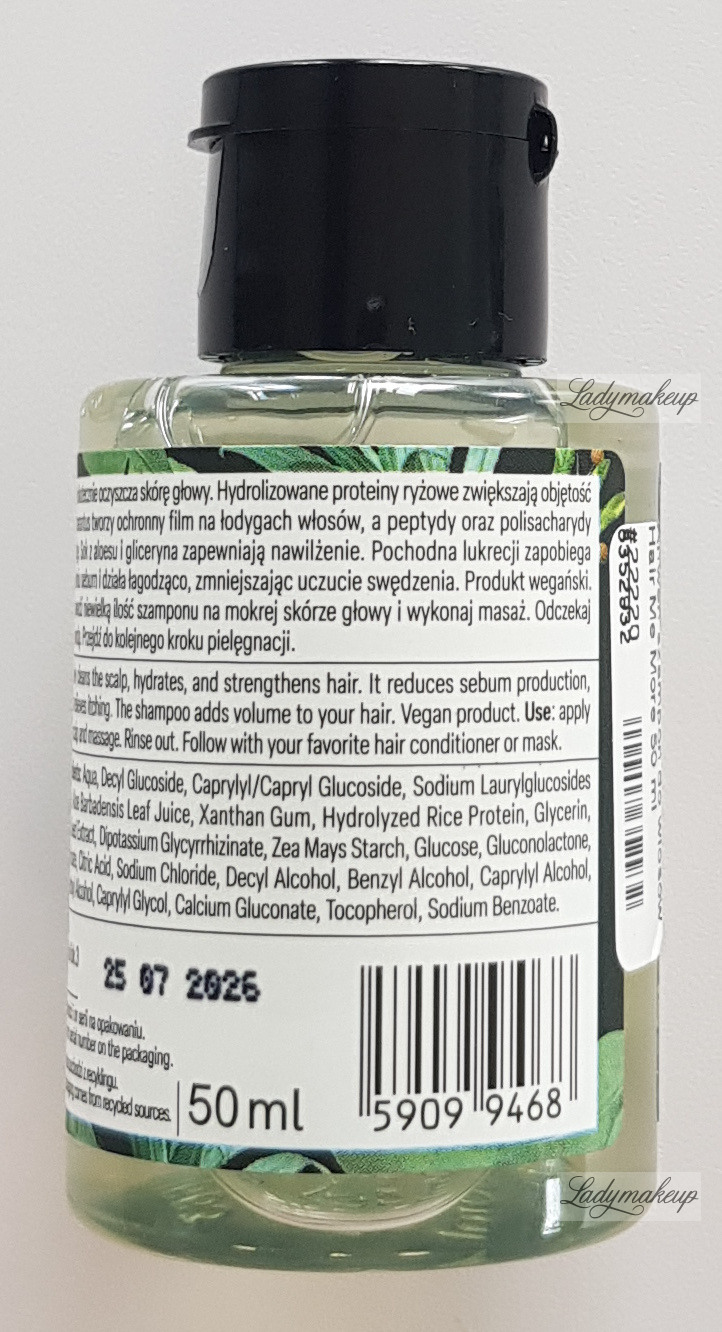 Ladymakeup
oczyszcza skórę głowy. Hydrolizowane proteiny ryżowe zwiększają objętość
tworzy ochronny film na łodygach włosów, a peptydy oraz polisacharydy
Sok z aloesu i gliceryna zapewniają nawilżenie. Pochodna lukrecji zapobiega
sebum i działa łagodząco, zmniejszając uczucie swędzenia. Produkt wegański.
niewielką ilość szamponu na mokrej skórze głowy i wykonaj masaż. Odczekaj
Przejdź do kolejnego kroku pielęgnacji.
cleans the scalp, hydrates, and strengthens hair. It reduces sebum production,
relieves itching. The shampoo adds volume to your hair. Vegan product. Use: apply
and massage. Rinse out. Follow with your favorite hair conditioner or mask.
Aqua, Decyl Glucoside, Caprylyl/Capryl Glucoside, Sodium Laurylglucosides
Barbadensis Leaf Juice, Xanthan Gum, Hydrolyzed Rice Protein, Glycerin,
Extract, Dipotassium Glycyrrhizinate, Zea Mays Starch, Glucose, Gluconolactone,
Citric Acid, Sodium Chloride, Decyl Alcohol, Benzyl Alcohol, Caprylyl Alcohol,
Alcohol, Caprylyl Glycol, Calcium Gluconate, Tocopherol, Sodium Benzoate.
25 07 2026
serii na opakowaniu.
number on the packaging.
z recyklingu.
comes from recycled sources.
50 ml
5909 9468
Hair Me More 50 ml
Ladymakeup